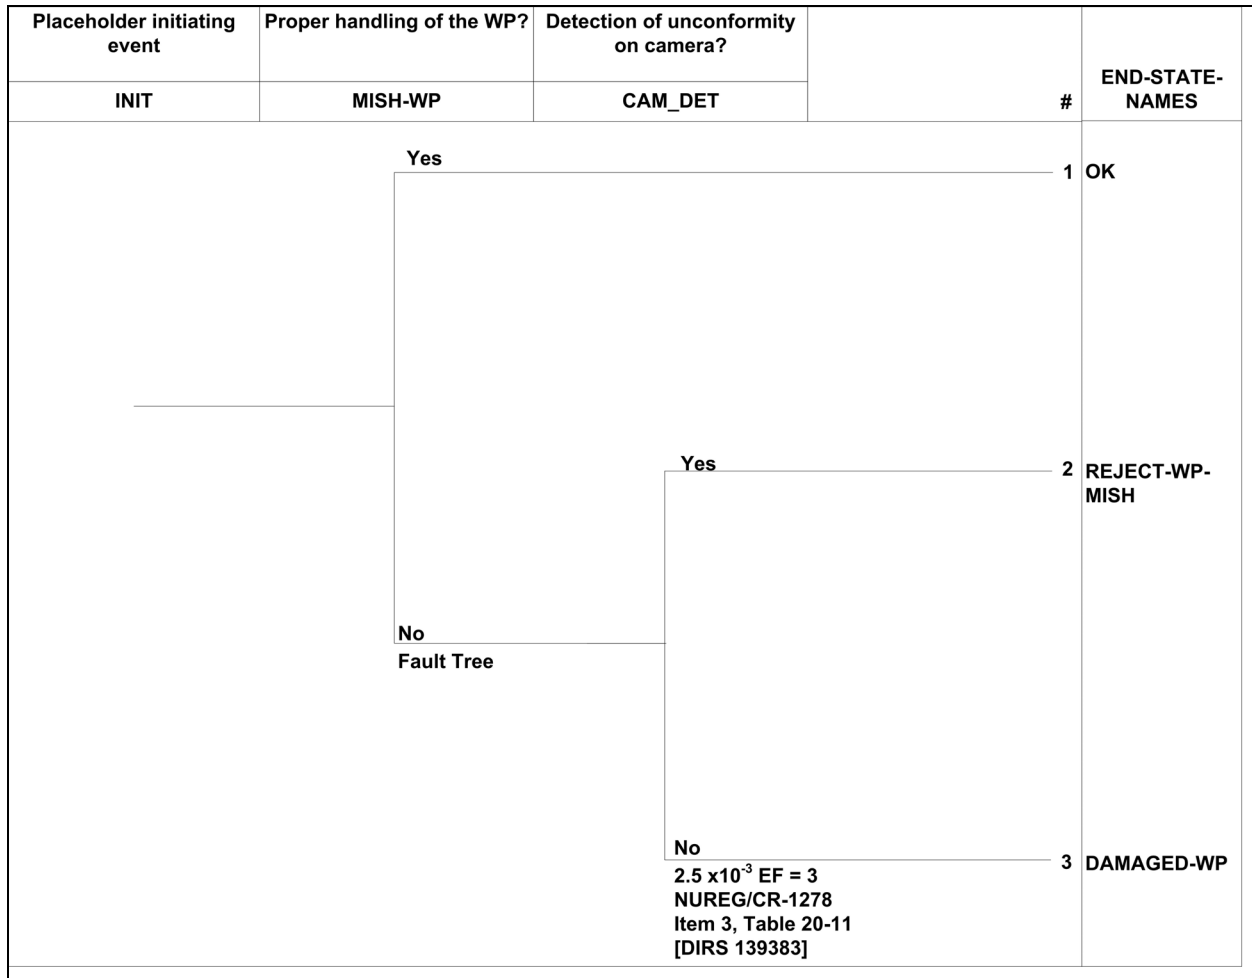 Placeholder initiating
event
Proper handling of the WP?
Detection of unconformity
on camera?
INIT
MISH-WP
CAM_DET
#
END-STATE-
NAMES
Yes
1 OK
Yes
2 REJECT-WP-
MISH
No
Fault Tree
No
2.5 x10⁻³ EF = 3
NUREG/CR-1278
Item 3, Table 20-11
[DIRS 139383]
3 DAMAGED-WP